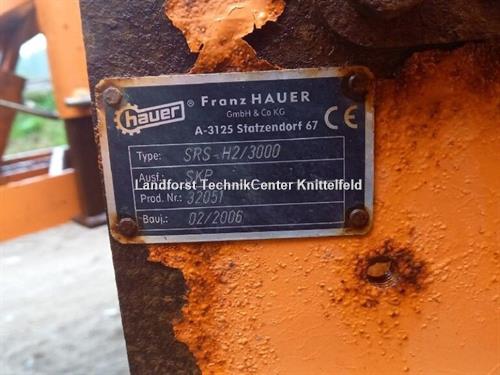 hauer ® Franz HAUER
GmbH & Co KG
A-3125 Statzendorf 67 CE
Type: SRS-H2/3000
Ausf.: SKP
Landforst TechnikCenter Knittelfeld
Prod. Nr.: 32051
Bauj.: 02/2006